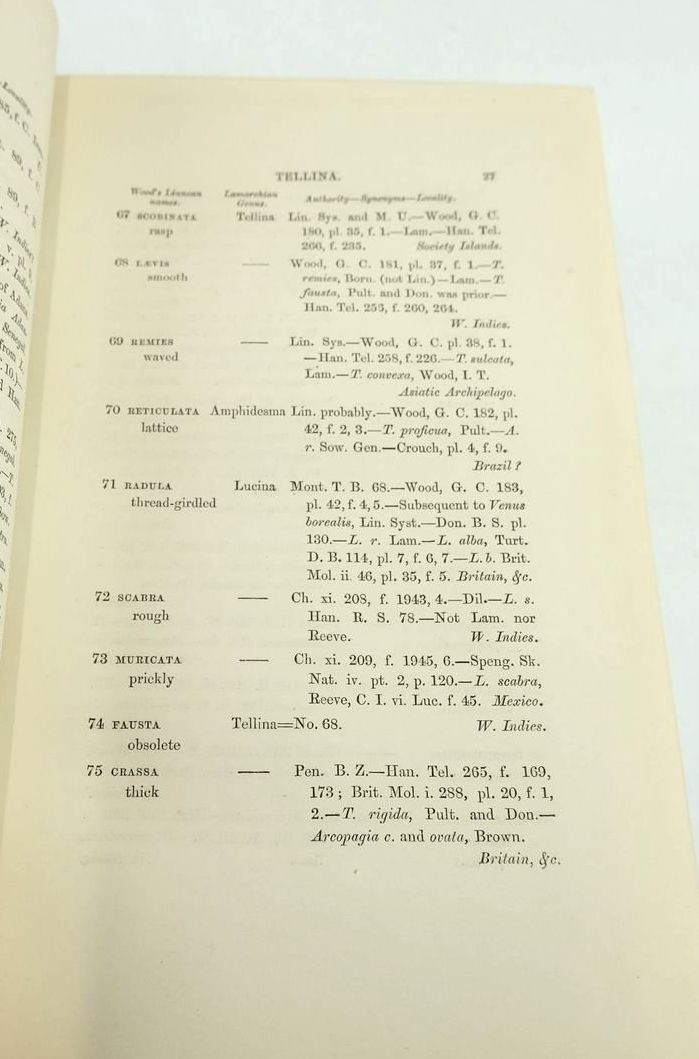 TELLINA. 27
Wood's Linnæan names. Lamarckian Genus. Authority—Synonyms—Locality.
67 SCOBINATA Tellina Lin. Sys. and M. U.—Wood, G. C.
rasp 180, pl. 35, f. 1.—Lam.—Han. Tel.
266, f. 235. Society Islands.
68 LÆVIS —— Wood, G. C. 181, pl. 37, f. 1.—T.
smooth remies, Born. (not Lin.)—Lam.—T.
fausta, Pult. and Don. was prior.—
Han. Tel. 253, f. 260, 264.
W. Indies.
69 REMIES —— Lin. Sys.—Wood, G. C. pl. 38, f. 1.
waved —Han. Tel. 258, f. 226.—T. sulcata,
Lam.—T. convexa, Wood, I. T.
Asiatic Archipelago.
70 RETICULATA Amphidesma Lin. probably.—Wood, G. C. 182, pl.
lattice 42, f. 2, 3.—T. proficua, Pult.—A.
r. Sow. Gen.—Crouch, pl. 4, f. 9.
Brazil ?
71 RADULA Lucina Mont. T. B. 68.—Wood, G. C. 183,
thread-girdled pl. 42, f. 4, 5.—Subsequent to Venus
borealis, Lin. Syst.—Don. B. S. pl.
130.—L. r. Lam.—L. alba, Turt.
D. B. 114, pl. 7, f. 6, 7.—L. b. Brit.
Mol. ii. 46, pl. 35, f. 5. Britain, &c.
72 SCABRA —— Ch. xi. 208, f. 1943, 4.—Dil.—L. s.
rough Han. R. S. 78.—Not Lam. nor
Reeve. W. Indies.
73 MURICATA —— Ch. xi. 209, f. 1945, 6.—Speng. Sk.
prickly Nat. iv. pt. 2, p. 120.—L. scabra,
Reeve, C. I. vi. Luc. f. 45. Mexico.
74 FAUSTA Tellina=No. 68. W. Indies.
obsolete
75 CRASSA —— Pen. B. Z.—Han. Tel. 265, f. 169,
thick 173 ; Brit. Mol. i. 288, pl. 20, f. 1,
2.—T. rigida, Pult. and Don.—
Arcopagia c. and ovata, Brown.
Britain, &c.